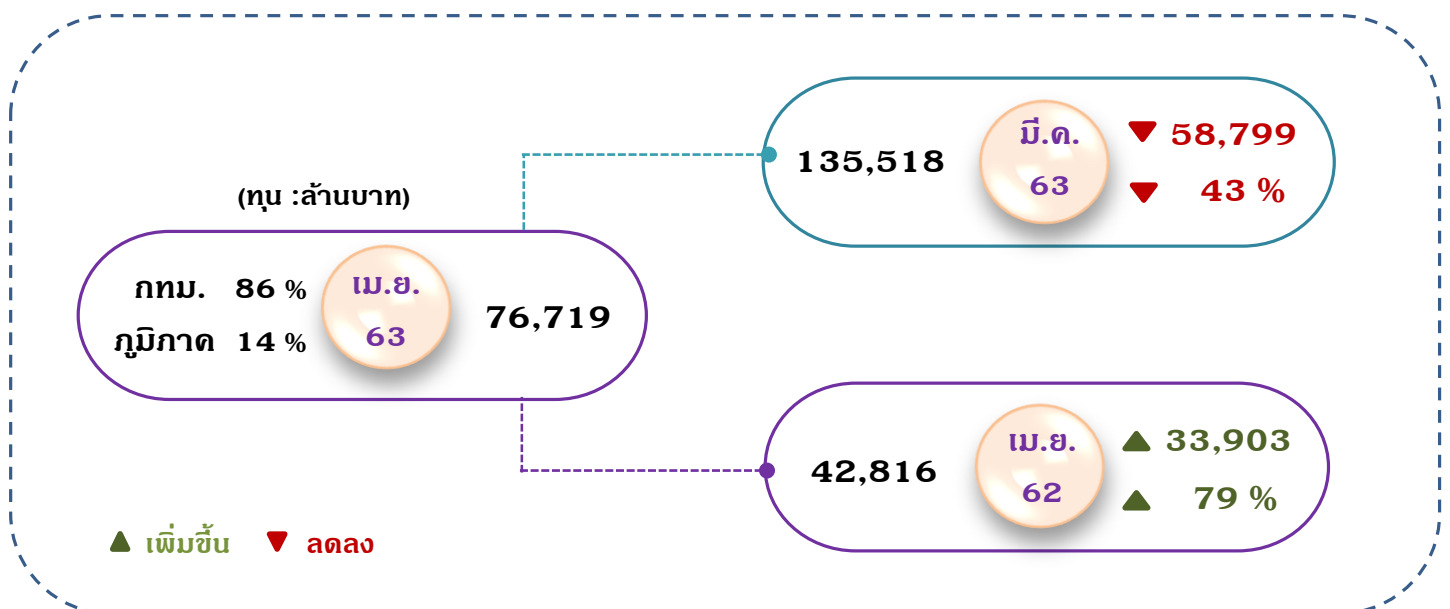 (ทุน :ล้านบาท)
กทม. 86 %
ภูมิภาค 14 %
เม.ย.
63
76,719
135,518
มี.ค.
63
▼ 58,799
▼ 43 %
42,816
เม.ย.
62
▲ 33,903
▲ 79 %
▲ เพิ่มขึ้น ▼ ลดลง